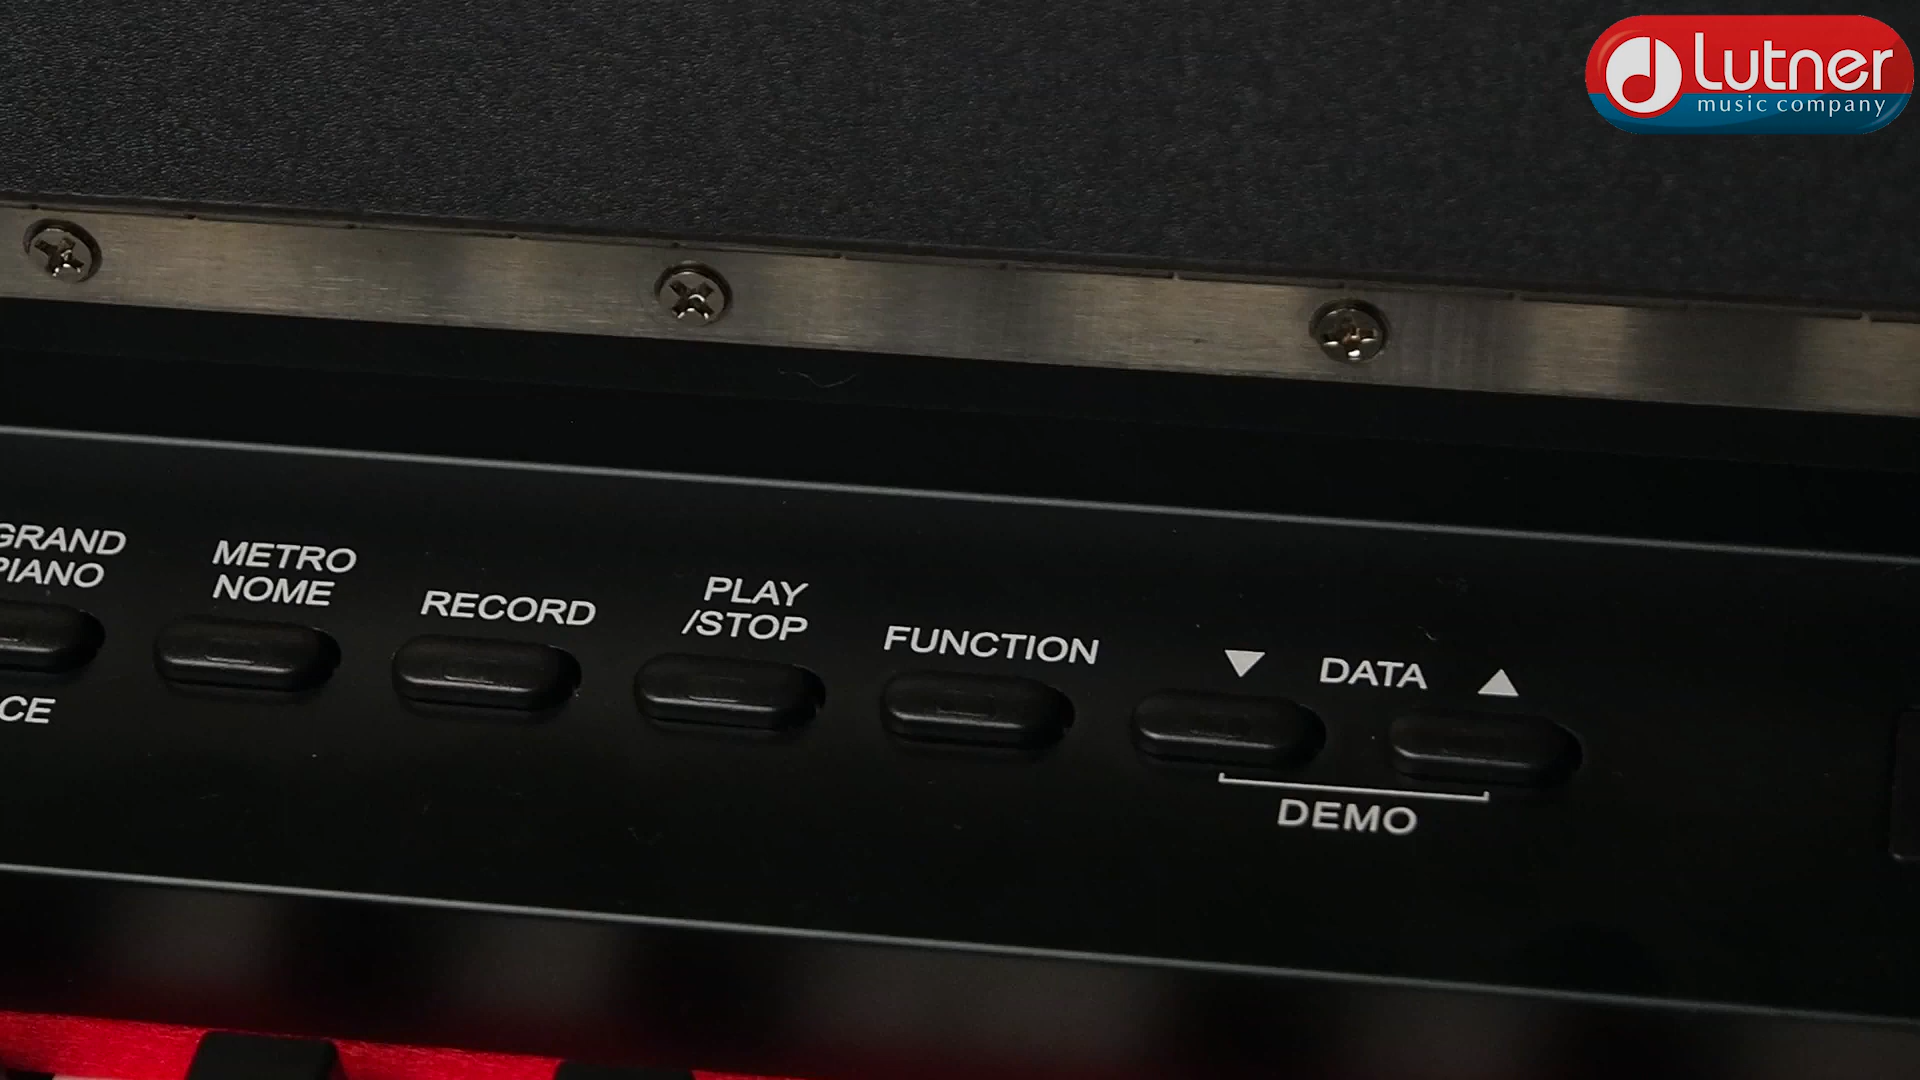 Lutner
music company
GRAND
PIANO
METRO
NOME
RECORD
PLAY
/STOP
FUNCTION
▼ DATA ▲
CE
DEMO